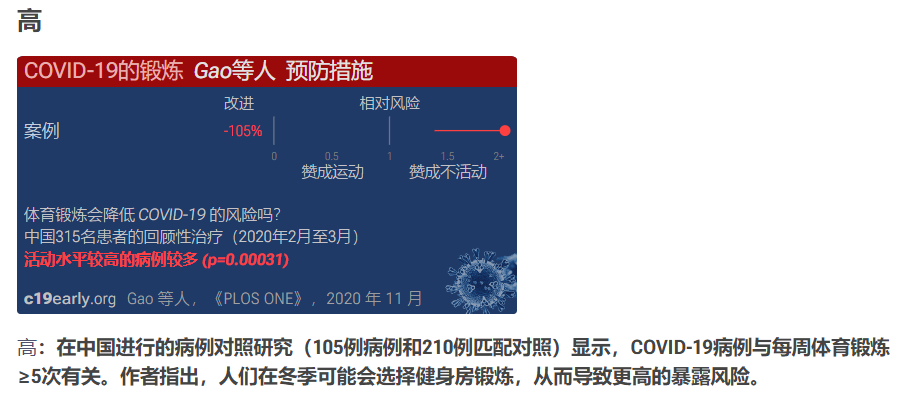 高
COVID-19的锻炼 Gao等人 预防措施
改进 相对风险
案例 -105%
0 0.5 1 1.5 2+
赞成运动 赞成不活动
体育锻炼会降低 COVID-19 的风险吗？
中国315名患者的回顾性治疗（2020年2月至3月）
活动水平较高的病例较多 (p=0.00031)
c19early.org Gao 等人，《PLOS ONE》，2020 年 11 月
高：在中国进行的病例对照研究（105例病例和210例匹配对照）显示，COVID-19病例与每周体育锻炼
≥5次有关。作者指出，人们在冬季可能会选择健身房锻炼，从而导致更高的暴露风险。